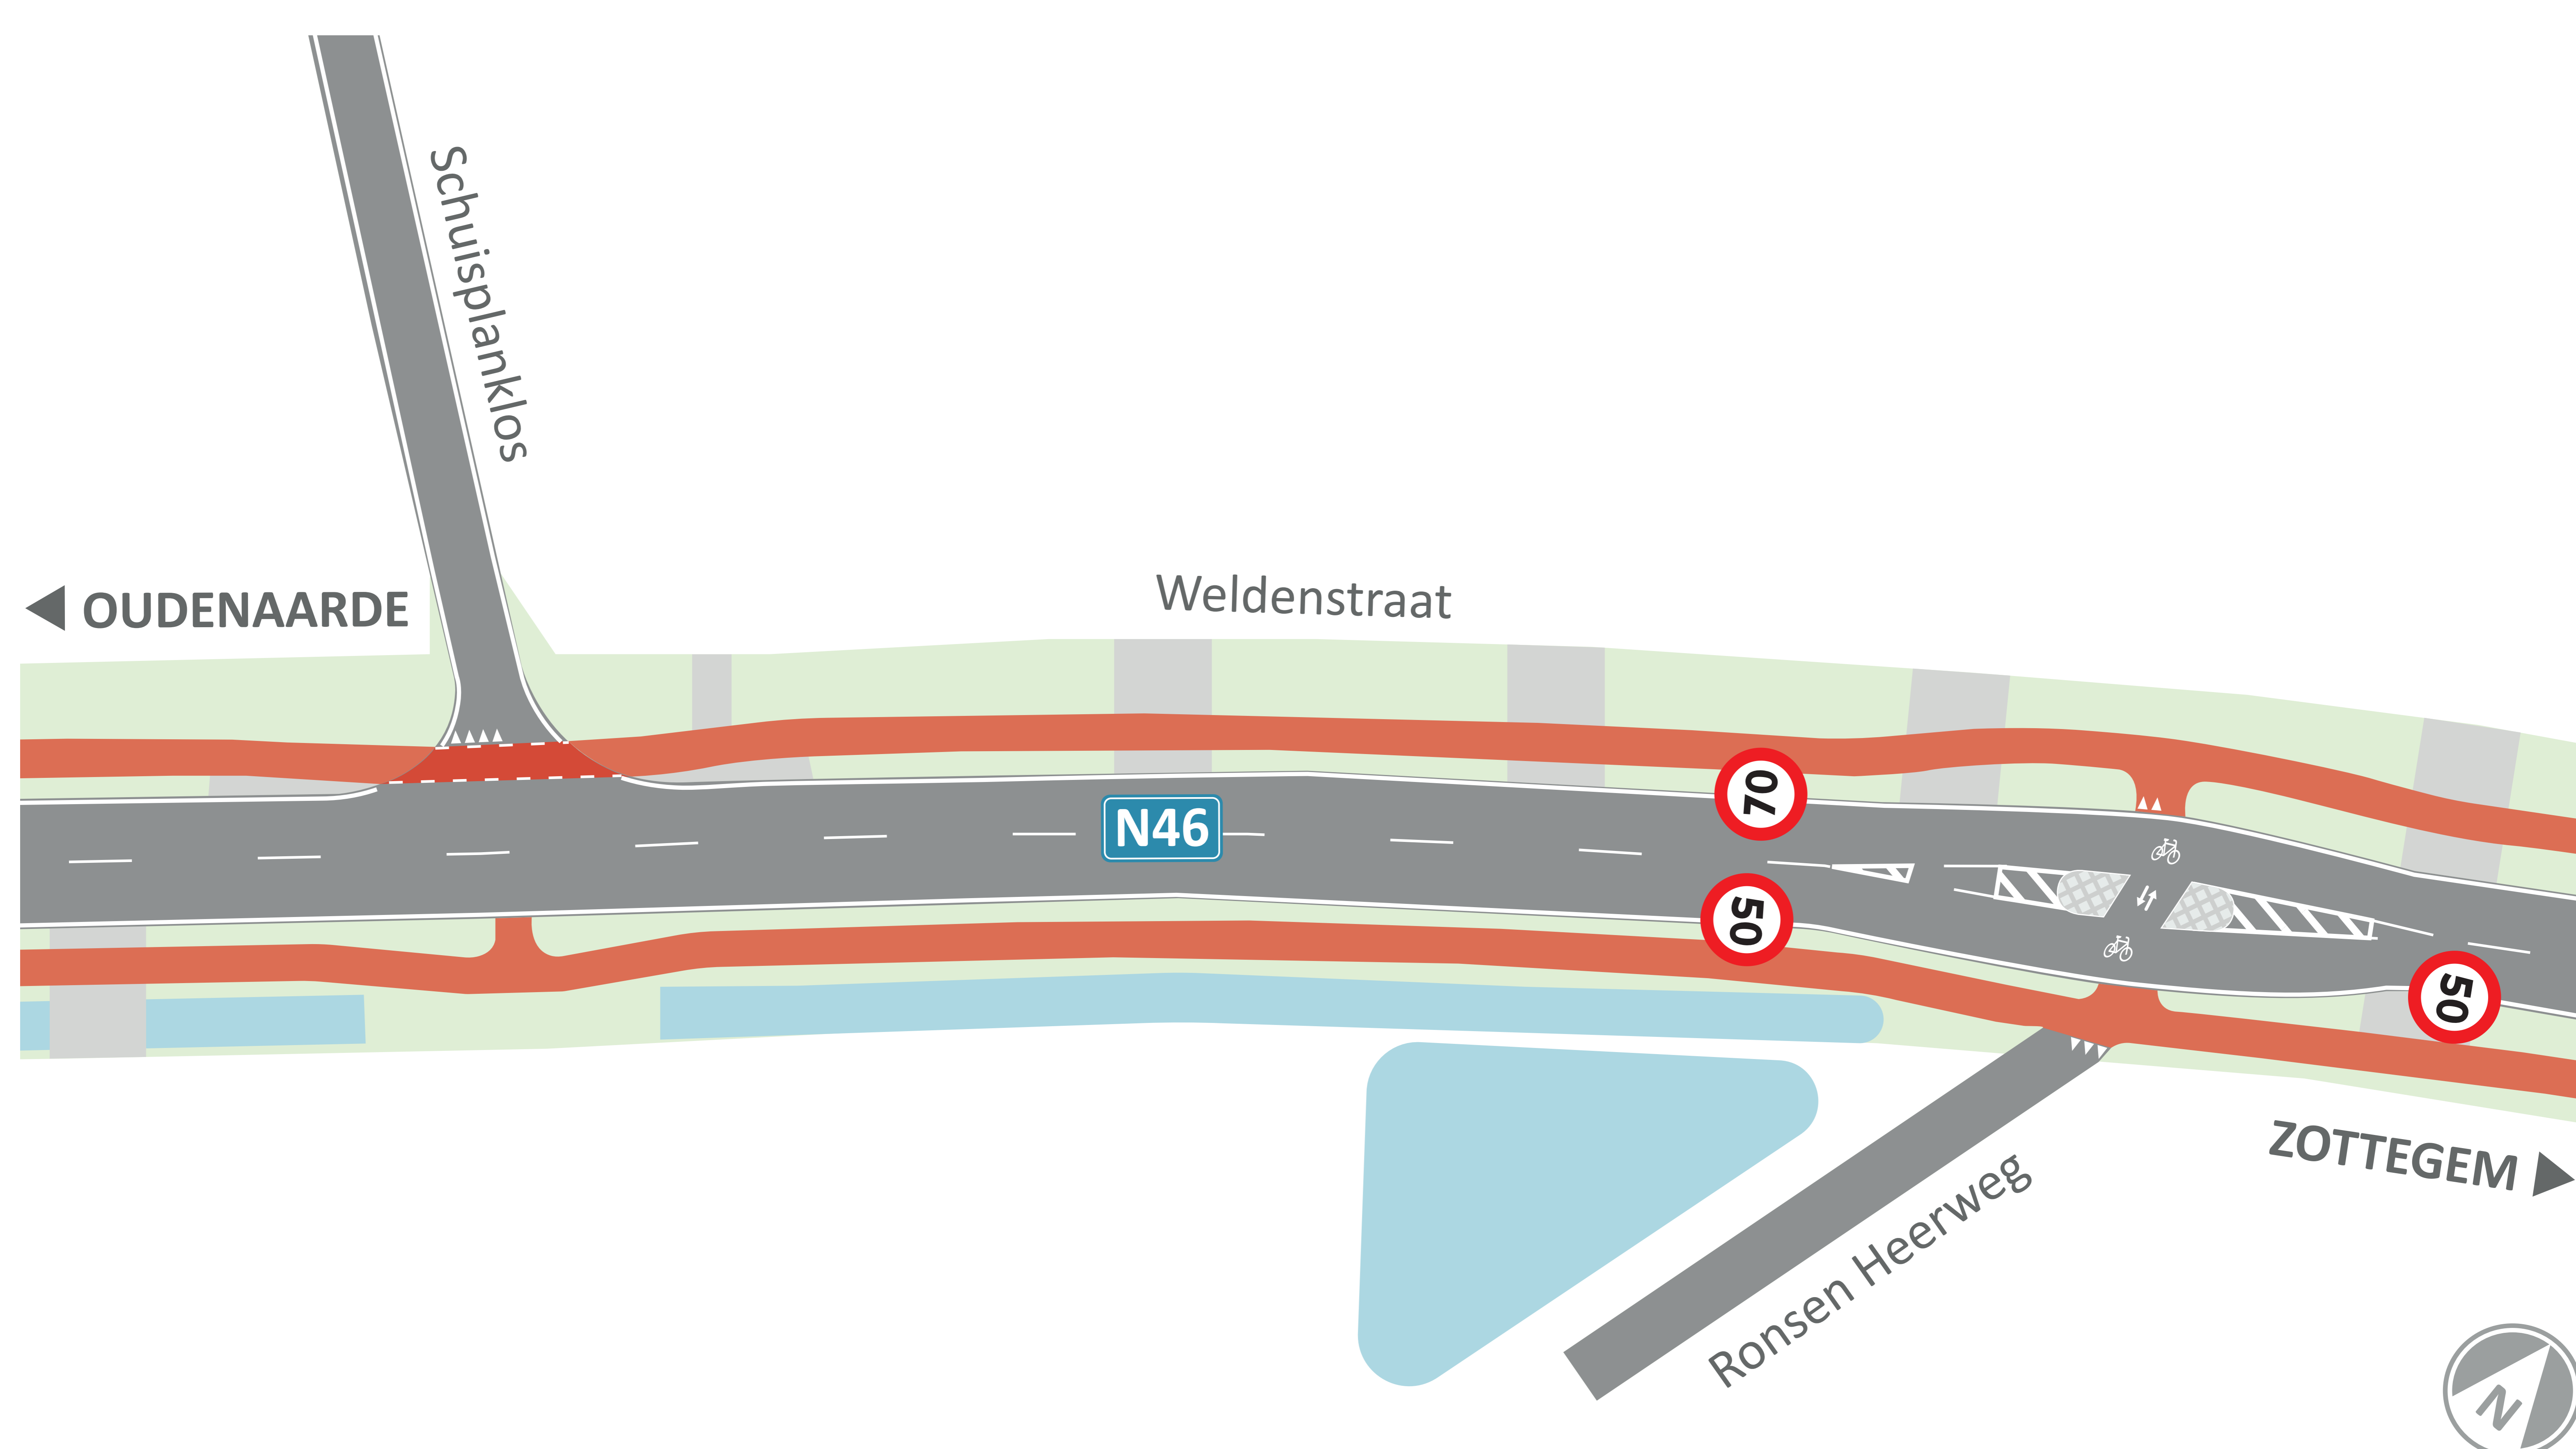 Schuisplanklos
OUDENAARDE
Weldenstraat
70
N46
50
50
ZOTTEGEM
Ronsen Heerweg
N